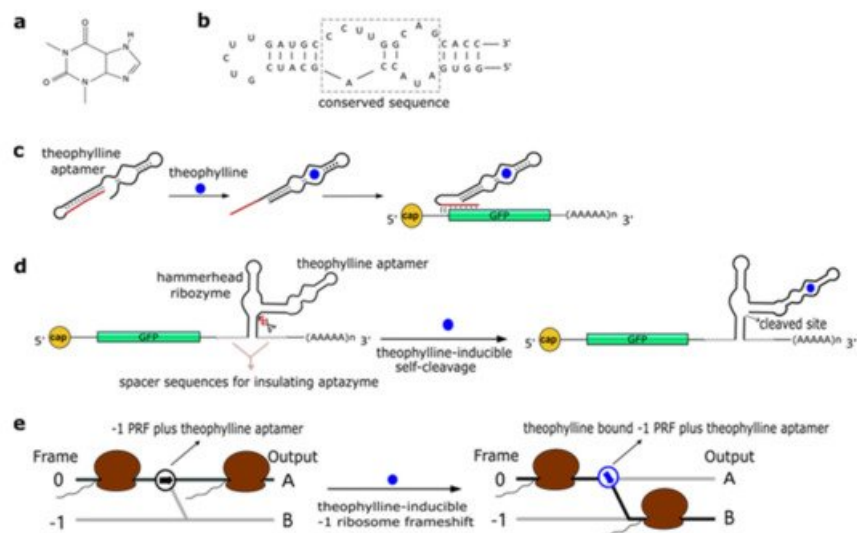 a
O
H
N
N
O
N
N
b
U U G A U G C C C U U G G C A G C A C C 3'
C U G C A U C G A C C A U A G U G G 5'
conserved sequence
c
theophylline
aptamer
theophylline
5' cap GFP (AAAAA)n 3'
d
hammerhead
ribozyme
theophylline aptamer
5' cap GFP (AAAAA)n 3'
spacer sequences for insulating aptazyme
theophylline-inducible
self-cleavage
cleaved site
5' cap GFP (AAAAA)n 3'
e
-1 PRF plus theophylline aptamer
Frame
Output
0
A
-1
B
theophylline-inducible
-1 ribosome frameshift
theophylline bound -1 PRF plus theophylline aptamer
Frame
Output
0
A
-1
B